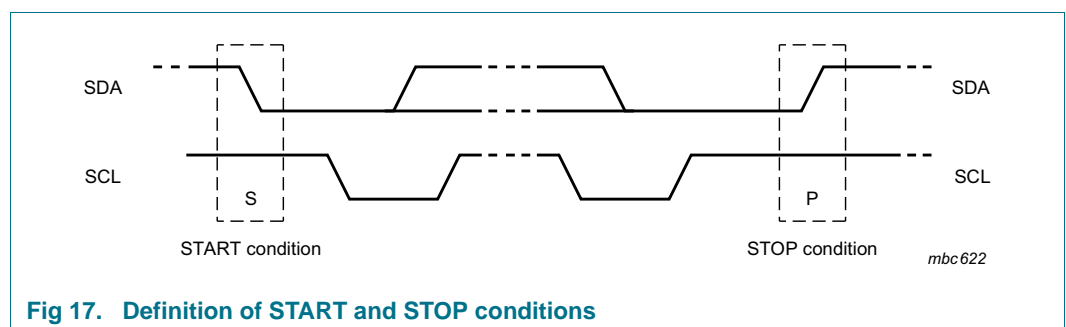 SDA SDA
SCL SCL
S P
START condition STOP condition
mbc622
Fig 17. Definition of START and STOP conditions